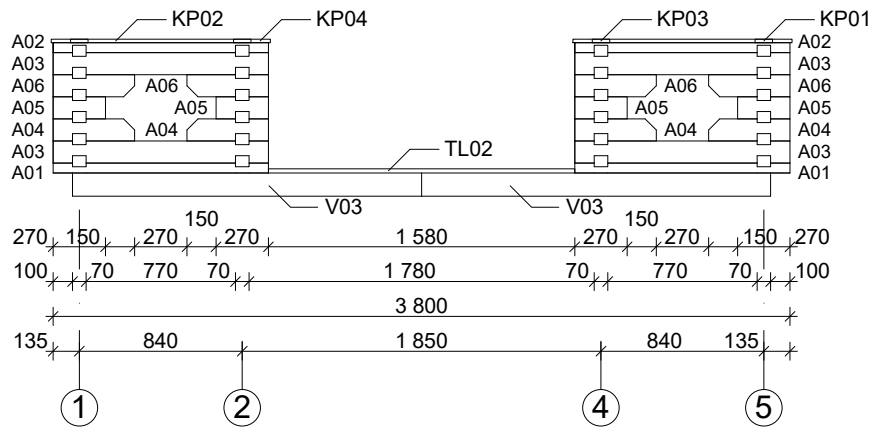 KP02 KP04 KP03 KP01
A02 A02
A03 A03
A06 A06 A06 A06
A05 A05 A05 A05
A04 A04 A04 A04
A03 TL02 A03
A01 A01
V03 V03
150 150
270 150 270 270 1 580 270 270 150 270
100 70 770 70 1 780 70 770 70 100
3 800
135 840 1 850 840 135
1 2 4 5